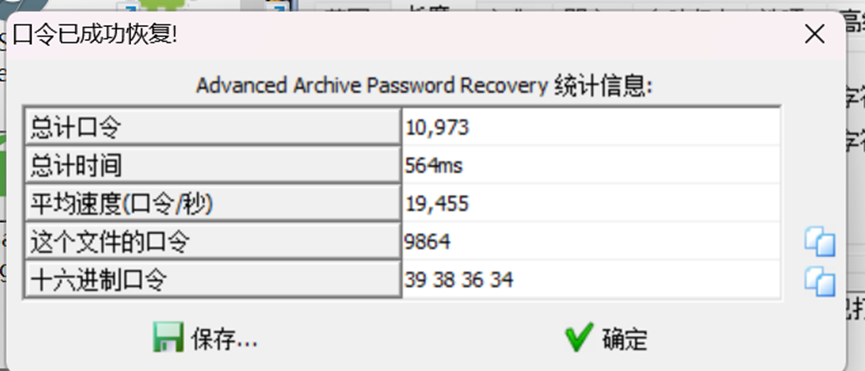 口令已成功恢复!
Advanced Archive Password Recovery 统计信息:
总计口令 10,973
总计时间 564ms
平均速度(口令/秒) 19,455
这个文件的口令 9864
十六进制口令 39 38 36 34
保存... 确定